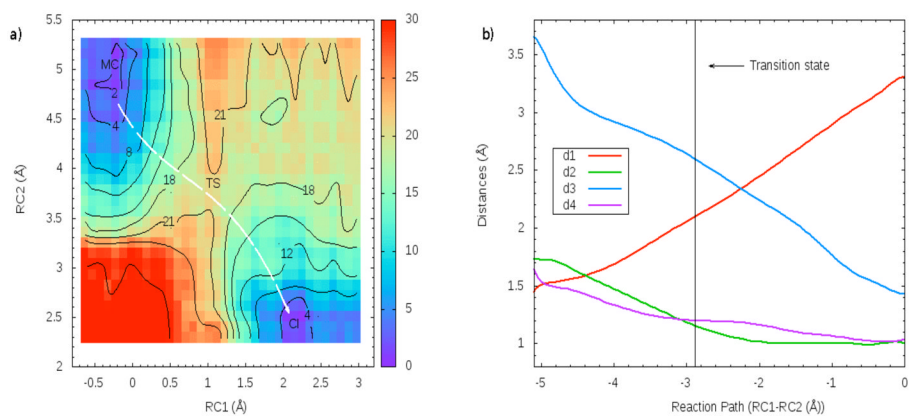 a)
RC2 (Å)
5.5
5
4.5
4
3.5
3
2.5
2
MC
2
4
8
18
21
21
TS
18
12
4
CI
-0.5 0 0.5 1 1.5 2 2.5 3
RC1 (Å)
30
25
20
15
10
5
0
b)
Distances (Å)
3.5
3
2.5
2
1.5
1
Transition state
d1
d2
d3
d4
-5 -4 -3 -2 -1 0
Reaction Path (RC1-RC2 (Å))